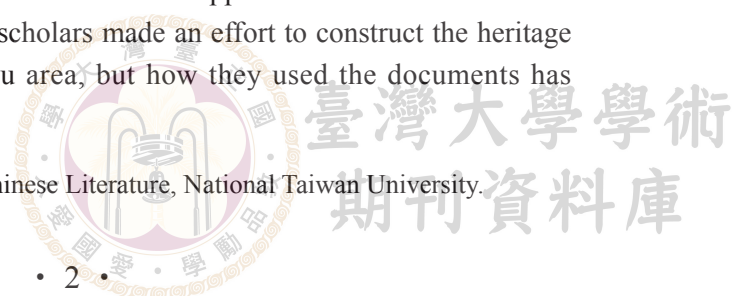 scholars made an effort to construct the heritage
u area, but how they used the documents has
臺灣大學學術
hinese Literature, National Taiwan University.
期刊資料庫
• 2 •